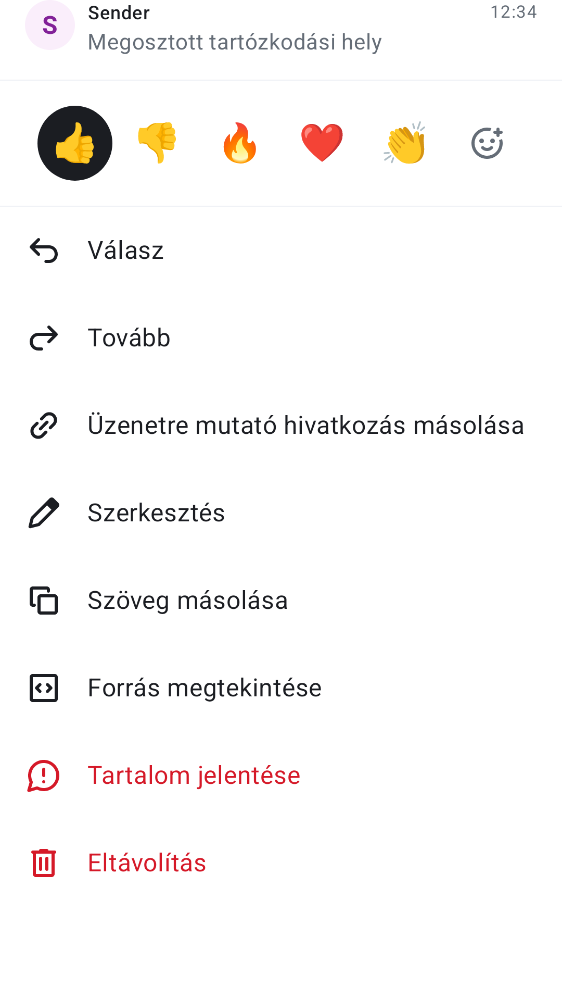 S
Sender
12:34
Megosztott tartózkodási hely
Válasz
Tovább
Üzenetre mutató hivatkozás másolása
Szerkesztés
Szöveg másolása
Forrás megtekintése
Tartalom jelentése
Eltávolítás